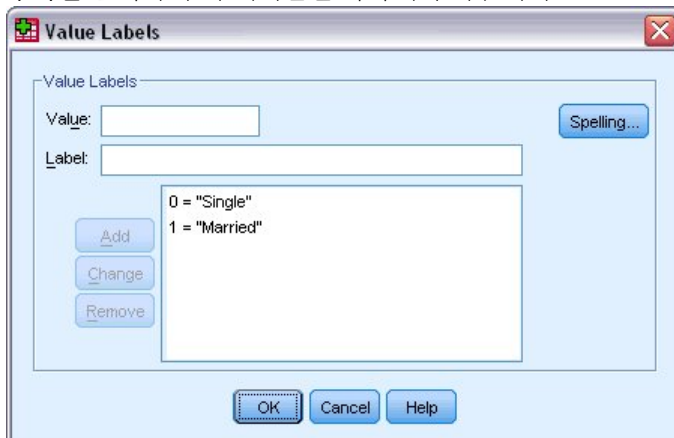 Value Labels
Value Labels
Value:
Spelling...
Label:
0 = "Single"
1 = "Married"
Add
Change
Remove
OK
Cancel
Help